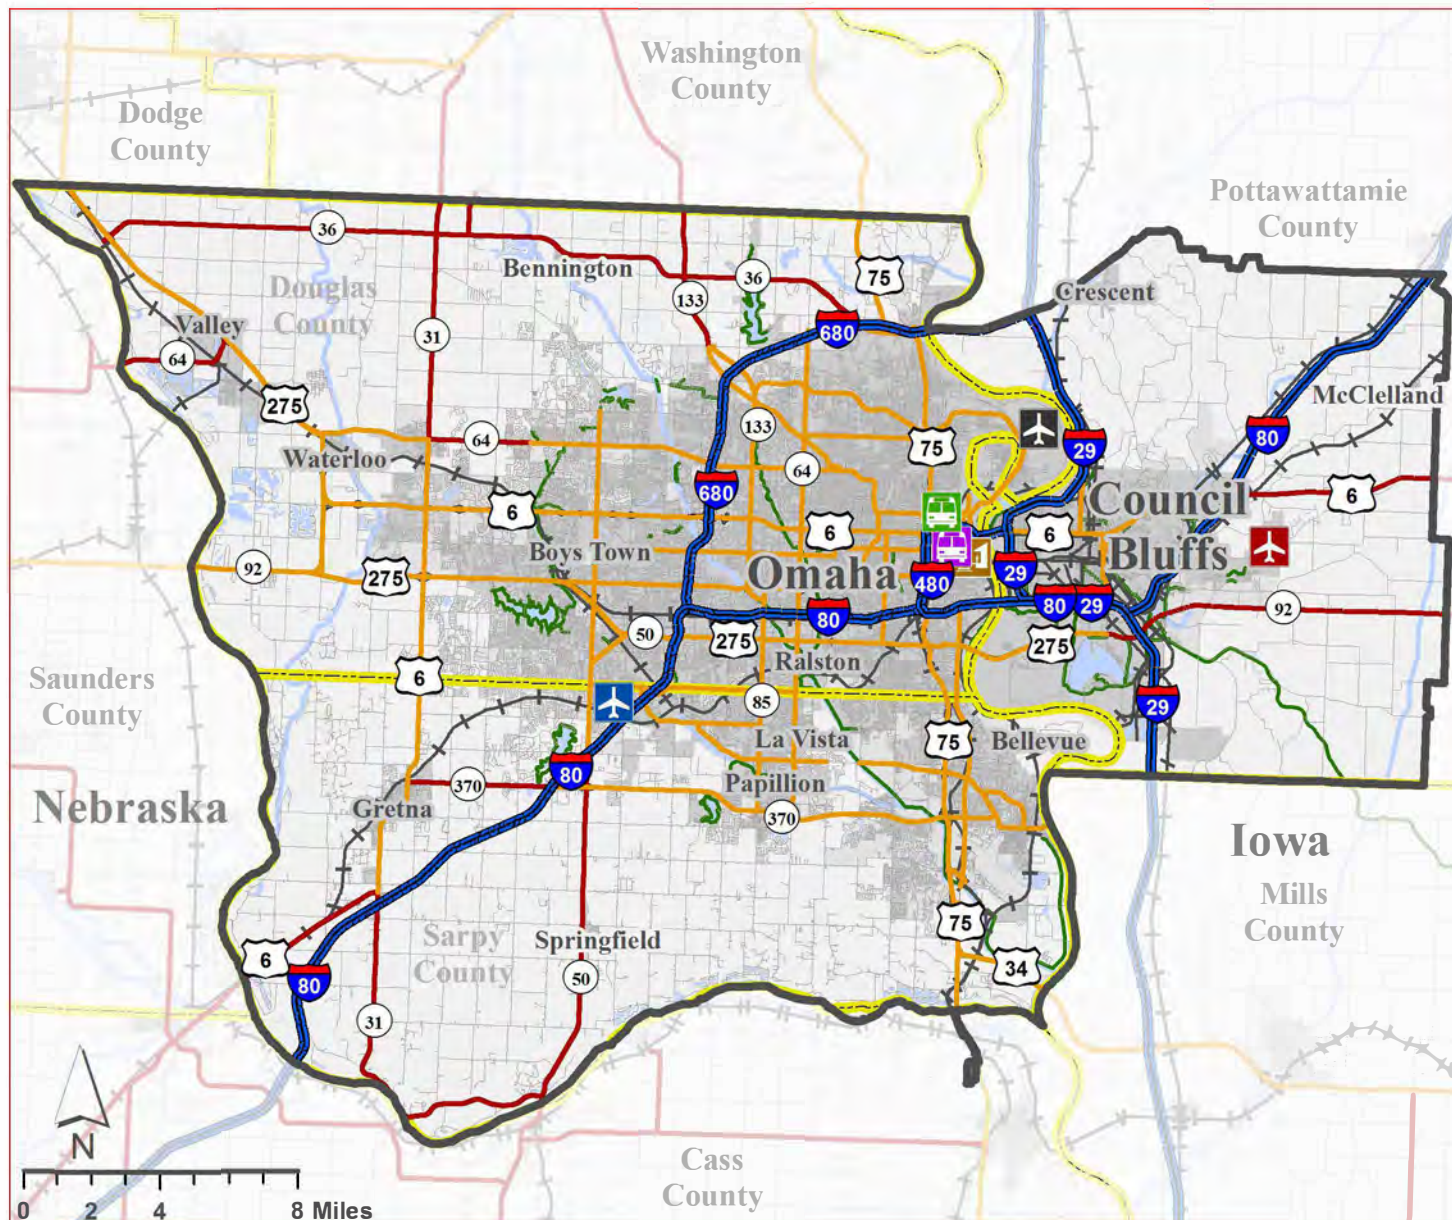 Washington
County
Dodge
County
Pottawattamie
County
36
Bennington
36
75
Douglas
County
133
Crescent
Valley
31
680
64
McClelland
275
133
75
29
80
64
Waterloo
64
680
Council
6
6
6
6
Boys Town
Bluffs
92
275
Omaha
480
29
80
29
92
80
50
275
275
Ralston
Saunders
County
6
85
29
La Vista
75
Bellevue
80
Papillion
370
Nebraska
Gretna
370
Iowa
Mills
County
75
Sarpy
County
Springfield
6
80
50
34
31
N
Cass
County
0 2 4 8 Miles